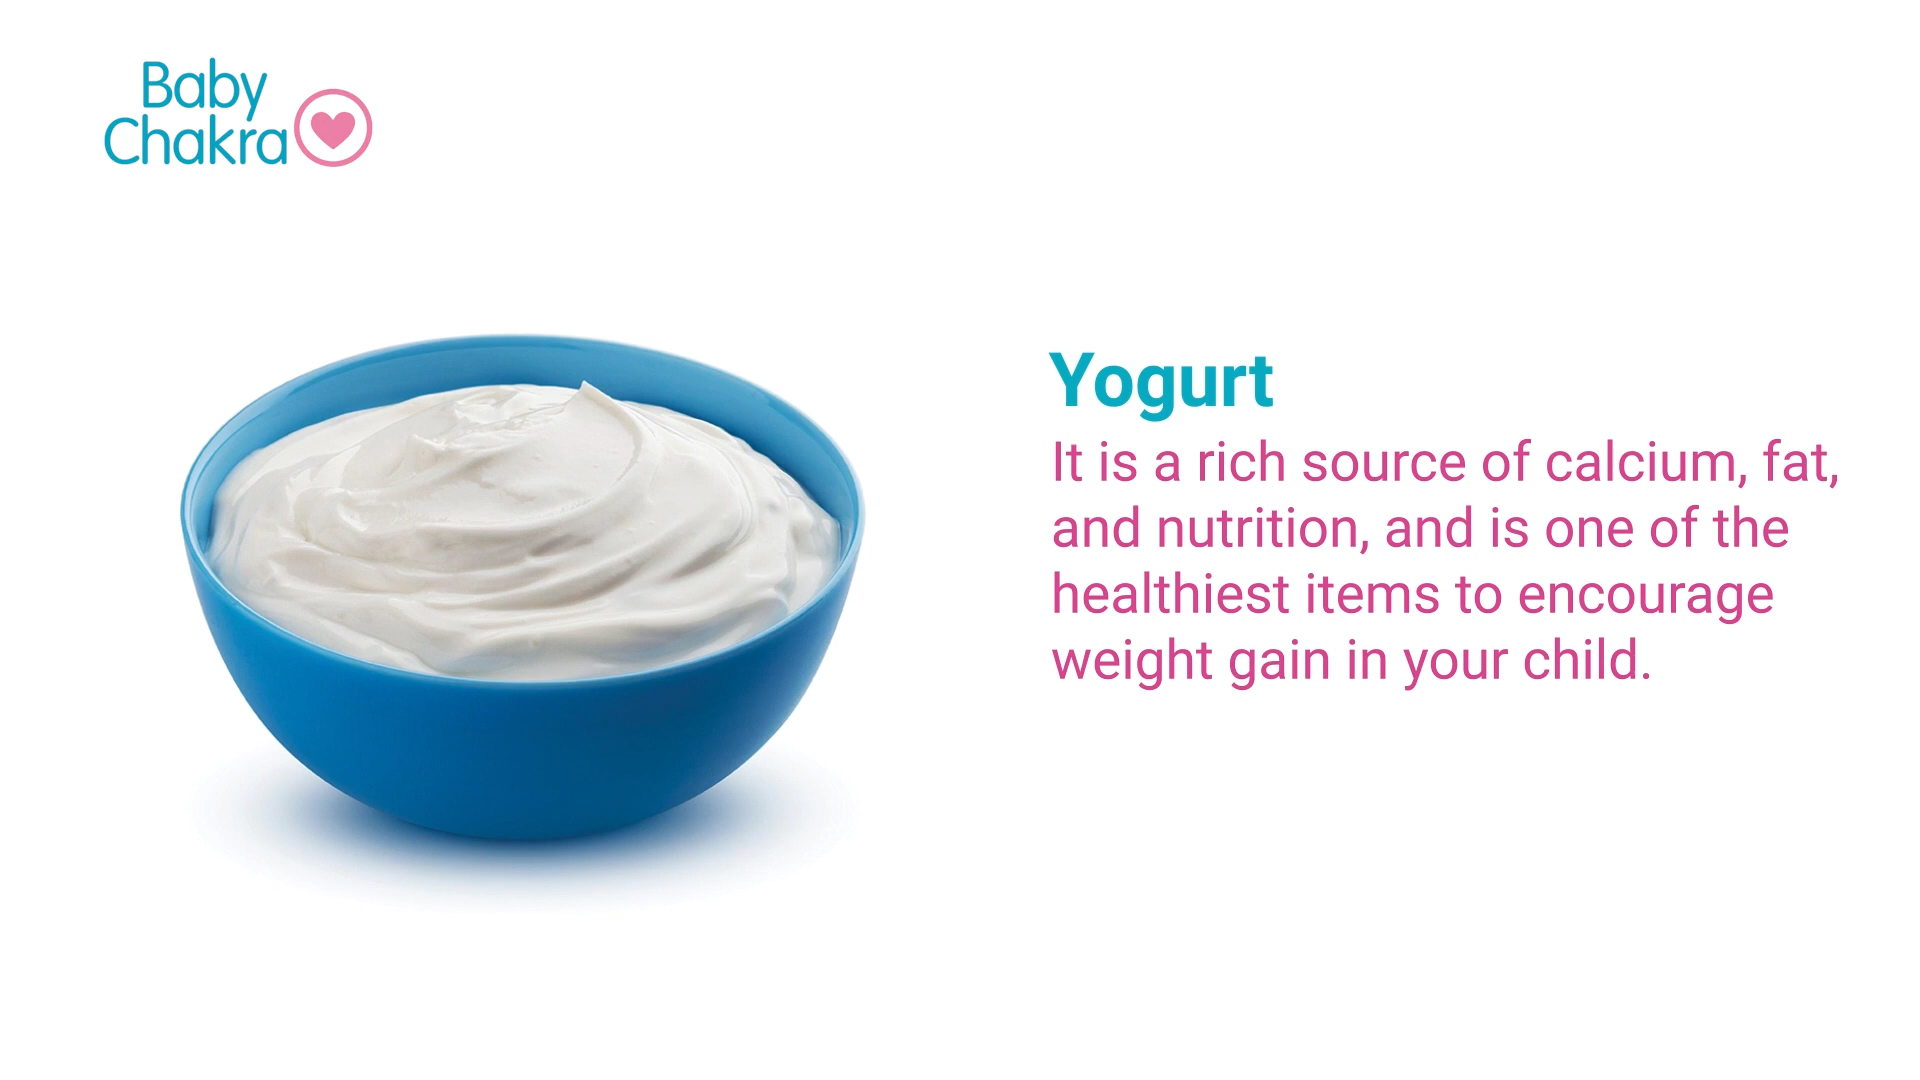 Baby
Chakra
Yogurt
It is a rich source of calcium, fat,
and nutrition, and is one of the
healthiest items to encourage
weight gain in your child.